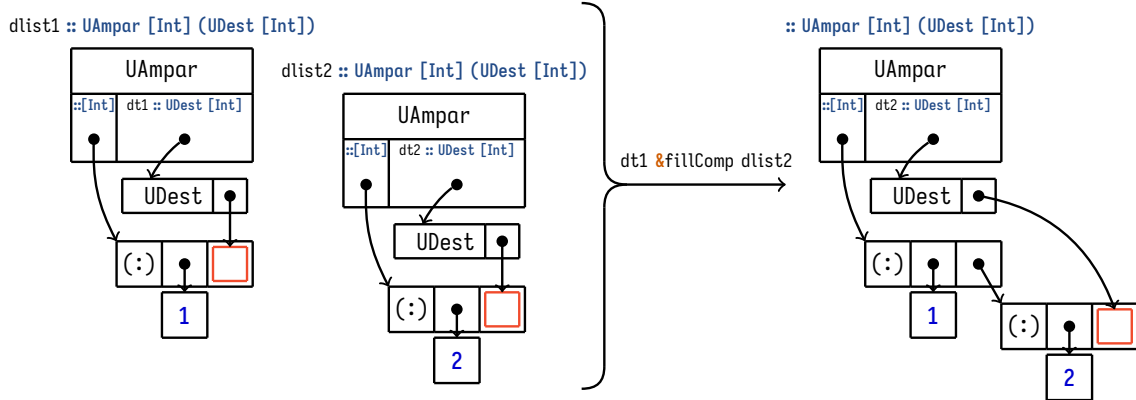 dlist1 :: UAmpar [Int] (UDest [Int])
UAmpar
::[Int] dt1 :: UDest [Int]
UDest
(:)
1
dlist2 :: UAmpar [Int] (UDest [Int])
UAmpar
::[Int] dt2 :: UDest [Int]
UDest
(:)
2
dt1 &fillComp dlist2
:: UAmpar [Int] (UDest [Int])
UAmpar
::[Int] dt2 :: UDest [Int]
UDest
(:)
1
(:)
2